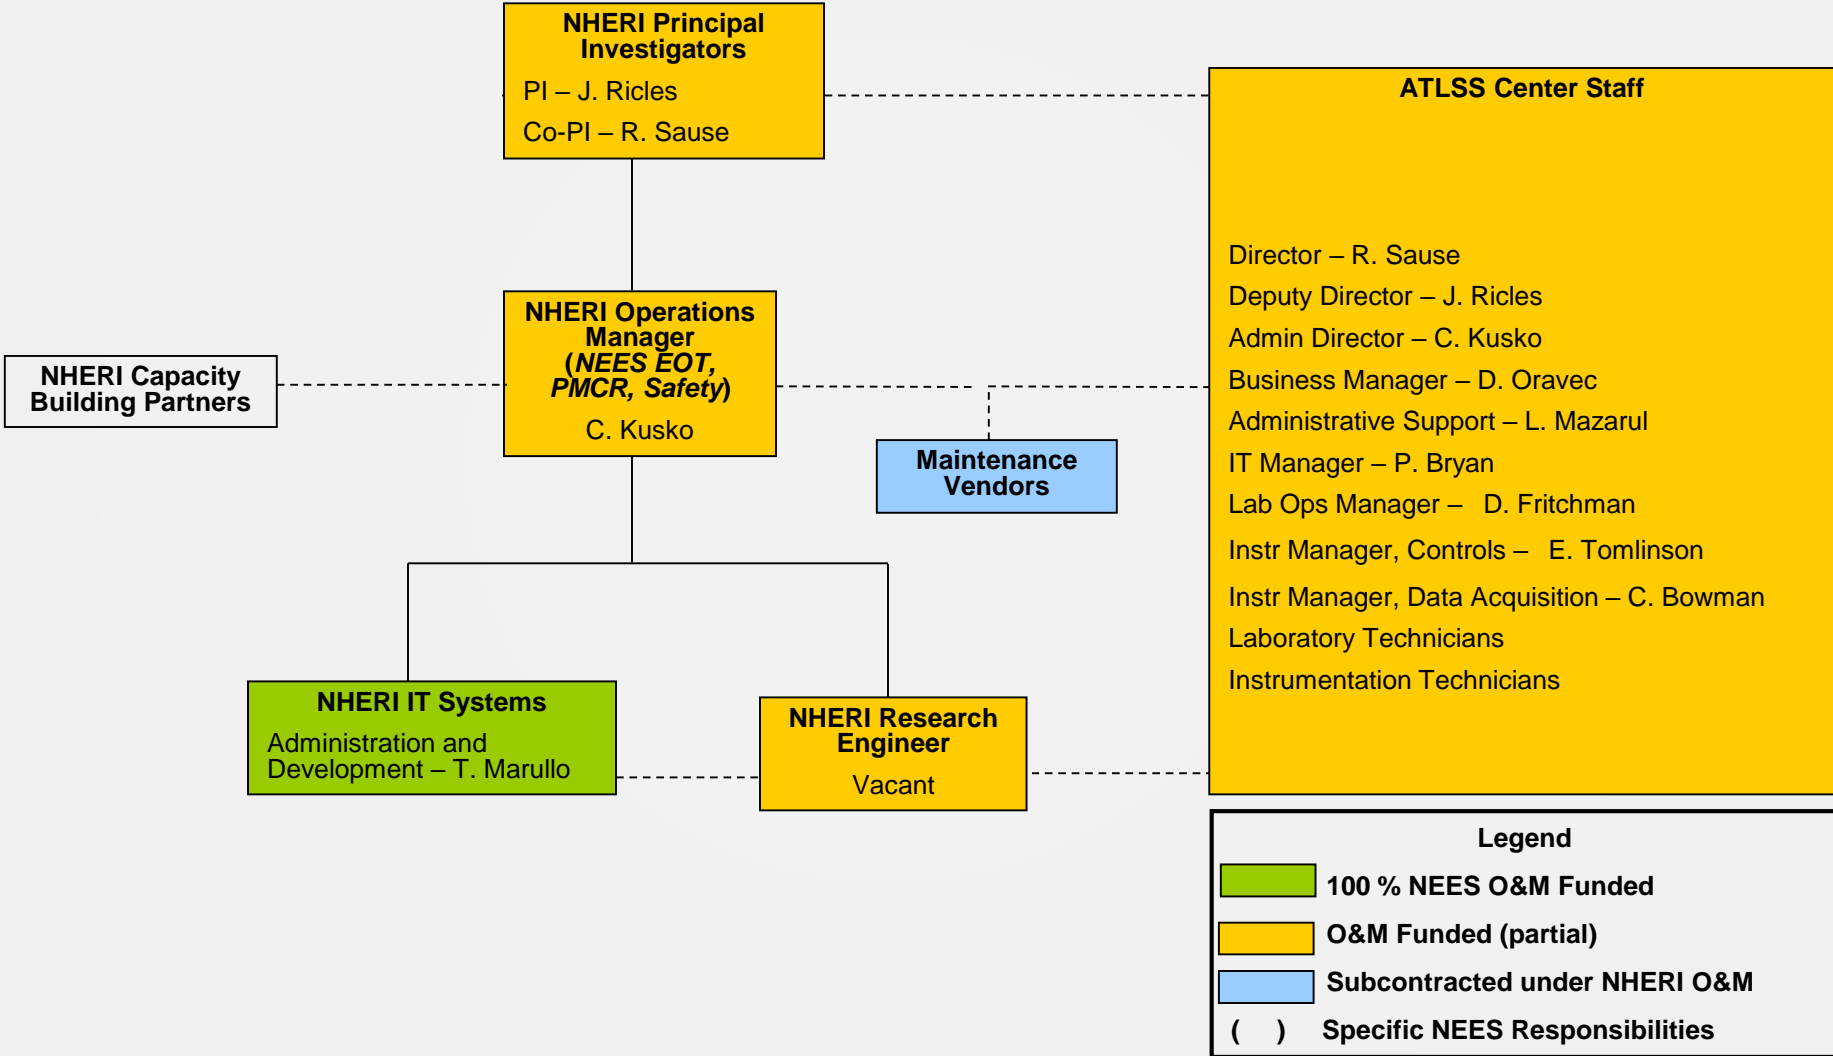 NHERI Principal
Investigators
PI – J. Ricles
Co-PI – R. Sause
ATLSS Center Staff
Director – R. Sause
Deputy Director – J. Ricles
Admin Director – C. Kusko
Business Manager – D. Oravec
Administrative Support – L. Mazarul
IT Manager – P. Bryan
Lab Ops Manager – D. Fritchman
Instr Manager, Controls – E. Tomlinson
Instr Manager, Data Acquisition – C. Bowman
Laboratory Technicians
Instrumentation Technicians
NHERI Operations
Manager
(NEES EOT,
PMCR, Safety)
C. Kusko
NHERI Capacity
Building Partners
Maintenance
Vendors
NHERI IT Systems
Administration and
Development – T. Marullo
NHERI Research
Engineer
Vacant
Legend
100 % NEES O&M Funded
O&M Funded (partial)
Subcontracted under NHERI O&M
( ) Specific NEES Responsibilities